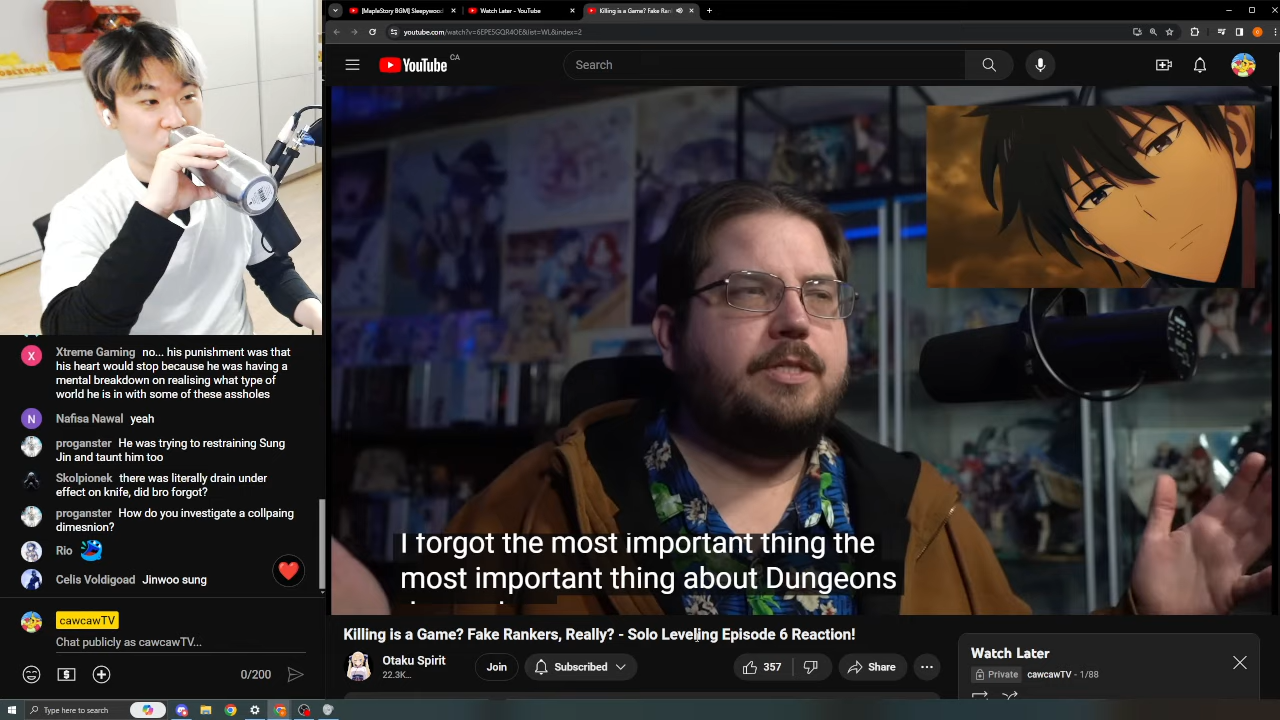 [MapleStory BGM] Sleepywood
Watch Later - YouTube
Killing is a Game? Fake Ran
youtube.com/watch?v=6EPE5GQR4OE&list=WL&index=2
YouTube CA
Search
Xtreme Gaming no... his punishment was that
his heart would stop because he was having a
mental breakdown on realising what type of
world he is in with some of these assholes
Nafisa Nawal yeah
proganster He was trying to restraining Sung
Jin and taunt him too
Skolpionek there was literally drain under
effect on knife, did bro forgot?
proganster How do you investigate a collpaing
dimesnion?
Rio
Celis Voldigoad Jinwoo sung
cawcawTV
Chat publicly as cawcawTV...
0/200
I forgot the most important thing the
most important thing about Dungeons
Killing is a Game? Fake Rankers, Really? - Solo Leveling Episode 6 Reaction!
Otaku Spirit
22.3K...
Join
Subscribed
357
Share
Watch Later
Private cawcawTV - 1/88
Type here to search